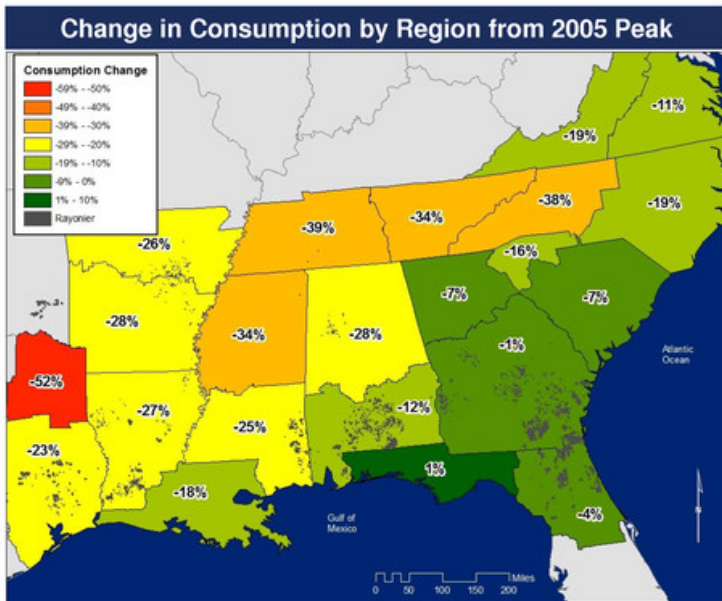 Change in Consumption by Region from 2005 Peak
Consumption Change
-59% - -50%
-49% - -40%
-39% - -30%
-29% - -20%
-19% - -10%
-9% - 0%
1% - 10%
Rayonier
-11%
-19%
-19%
-38%
-34%
-39%
-26%
-16%
-7%
-7%
-28%
-28%
-34%
-1%
-52%
-27%
-25%
-12%
-23%
-18%
1%
-4%
Atlantic
Ocean
Gulf of
Mexico
N
Miles
0 25 50 100 150 200